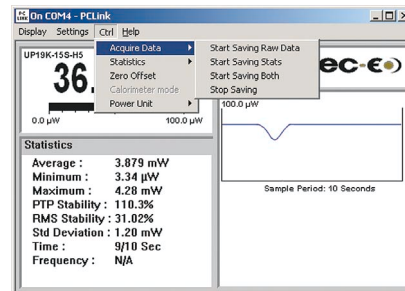 On COM4 - PCLink
Display Settings Ctrl Help
UP19K-15S-H5
36.
0.0 µW 100.0 µW
Acquire Data
Statistics
Zero Offset
Calorimeter mode
Power Unit
Start Saving Raw Data
Start Saving Stats
Start Saving Both
Stop Saving
ec-e
100.0 µW
Sample Period: 10 Seconds
Statistics
Average : 3.879 mW
Minimum : 3.34 µW
Maximum : 4.28 mW
PTP Stability : 110.3%
RMS Stability : 31.02%
Std Deviation : 1.20 mW
Time : 9/10 Sec
Frequency : N/A